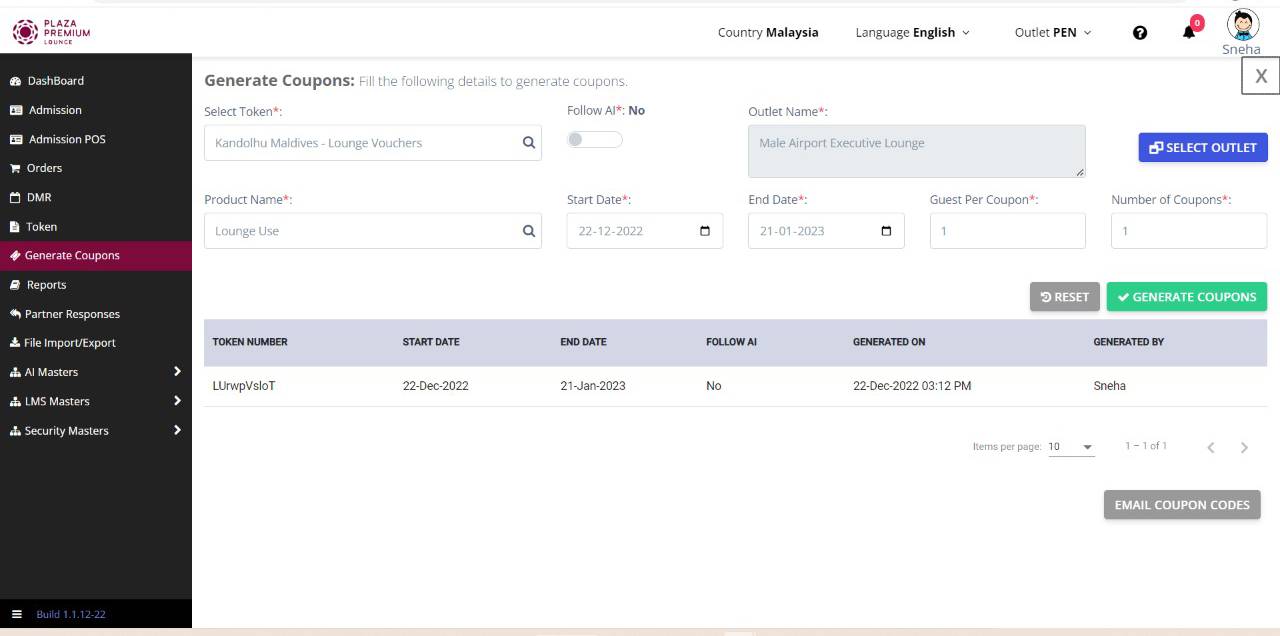 PLAZA
PREMIUM
LOUNGE
Country Malaysia
Language English
Outlet PEN
0
Sneha
X
DashBoard
Admission
Admission POS
Orders
DMR
Token
Generate Coupons
Reports
Partner Responses
File Import/Export
AI Masters
LMS Masters
Security Masters
Build 1.1.12-22
Generate Coupons: Fill the following details to generate coupons.
Select Token*:
Kandolhu Maldives - Lounge Vouchers
Follow AI*: No
Outlet Name*:
Male Airport Executive Lounge
SELECT OUTLET
Product Name*:
Lounge Use
Start Date*:
22-12-2022
End Date*:
21-01-2023
Guest Per Coupon*:
1
Number of Coupons*:
1
RESET
GENERATE COUPONS
TOKEN NUMBER START DATE END DATE FOLLOW AI GENERATED ON GENERATED BY
LUrwpVsloT 22-Dec-2022 21-Jan-2023 No 22-Dec-2022 03:12 PM Sneha
Items per page: 10 1 – 1 of 1
EMAIL COUPON CODES